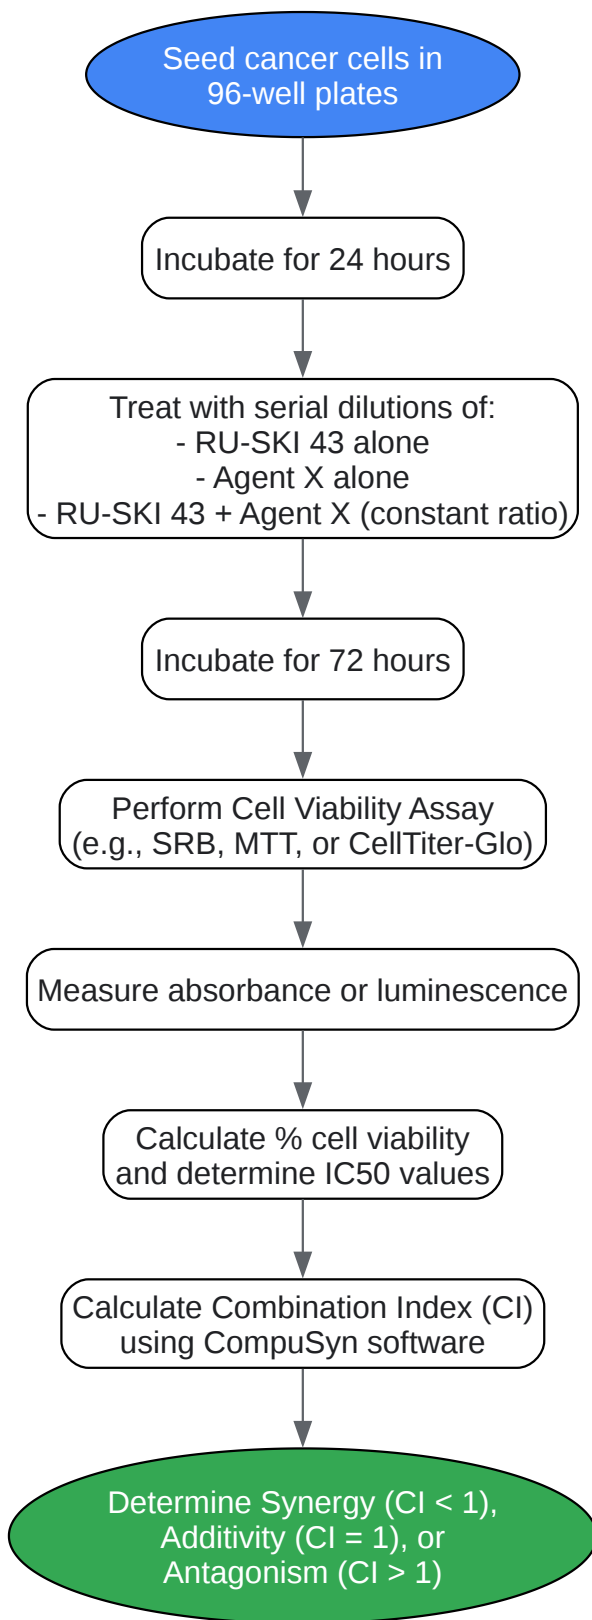 Seed cancer cells in
96-well plates
Incubate for 24 hours
Treat with serial dilutions of:
- RU-SKI 43 alone
- Agent X alone
- RU-SKI 43 + Agent X (constant ratio)
Incubate for 72 hours
Perform Cell Viability Assay
(e.g., SRB, MTT, or CellTiter-Glo)
Measure absorbance or luminescence
Calculate % cell viability
and determine IC50 values
Calculate Combination Index (CI)
using CompuSyn software
Determine Synergy (CI < 1),
Additivity (CI = 1), or
Antagonism (CI > 1)